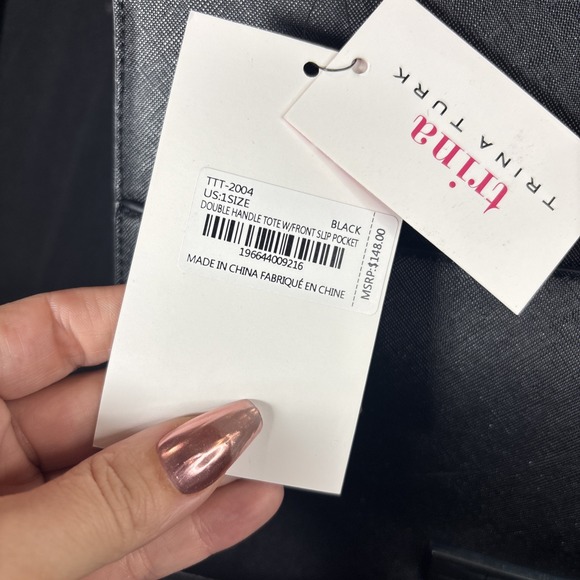 trina
TRINA TURK
TTT-2004
US:1SIZE BLACK
DOUBLE HANDLE TOTE W/FRONT SLIP POCKET
196644009216
MADE IN CHINA FABRIQUÉ EN CHINE
MSRP:$148.00